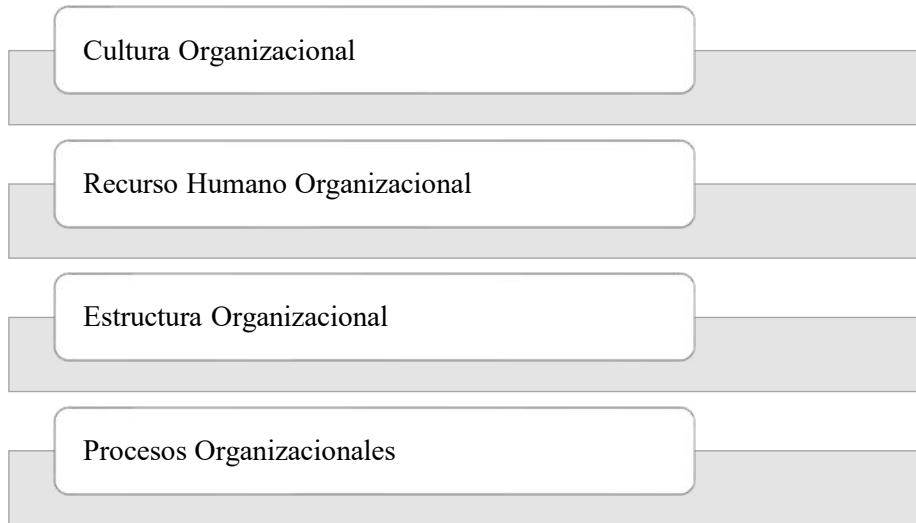 Cultura Organizacional
Recurso Humano Organizacional
Estructura Organizacional
Procesos Organizacionales